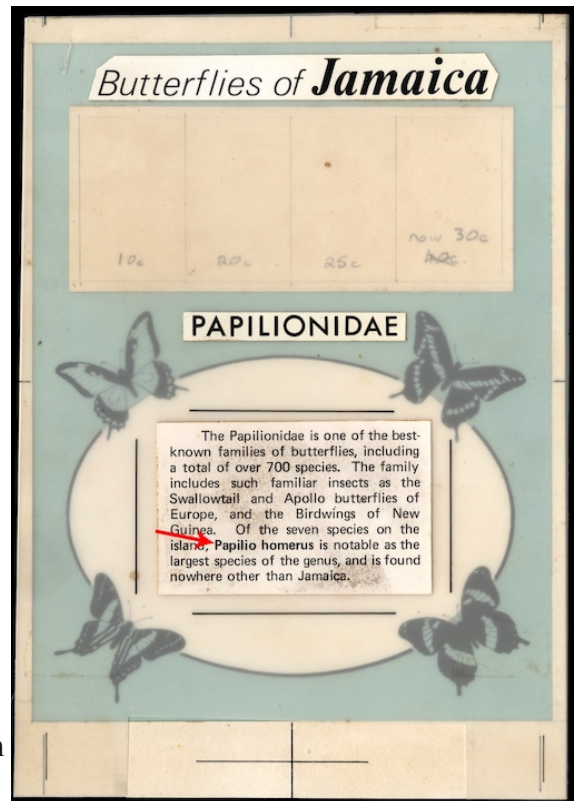 Butterflies of Jamaica
10c 20c 25c now 30c
40c.
PAPILIONIDAE
The Papilionidae is one of the best-
known families of butterflies, including
a total of over 700 species. The family
includes such familiar insects as the
Swallowtail and Apollo butterflies of
Europe, and the Birdwings of New
Guinea. Of the seven species on the
island, Papilio homerus is notable as the
largest species of the genus, and is found
nowhere other than Jamaica.